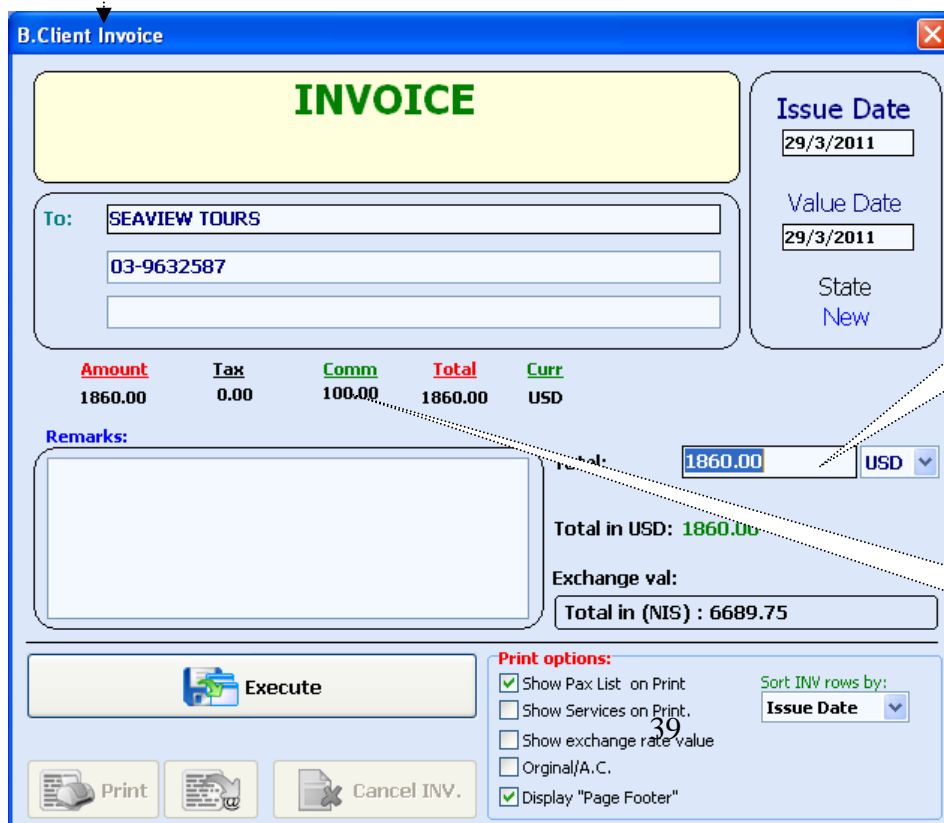 B.Client Invoice
INVOICE
Issue Date
29/3/2011
Value Date
29/3/2011
State
New
To: SEAVIEW TOURS
03-9632587
Amount Tax Comm Total Curr
1860.00 0.00 100.00 1860.00 USD
Remarks:
Total: 1860.00 USD
Total in USD: 1860.00
Exchange val:
Total in (NIS) : 6689.75
Execute
Print options:
Show Pax List on Print
Show Services on Print.
Show exchange rate value
Orginal/A.C.
Display "Page Footer"
Sort INV rows by:
Issue Date
39
Print
@
Cancel INV.